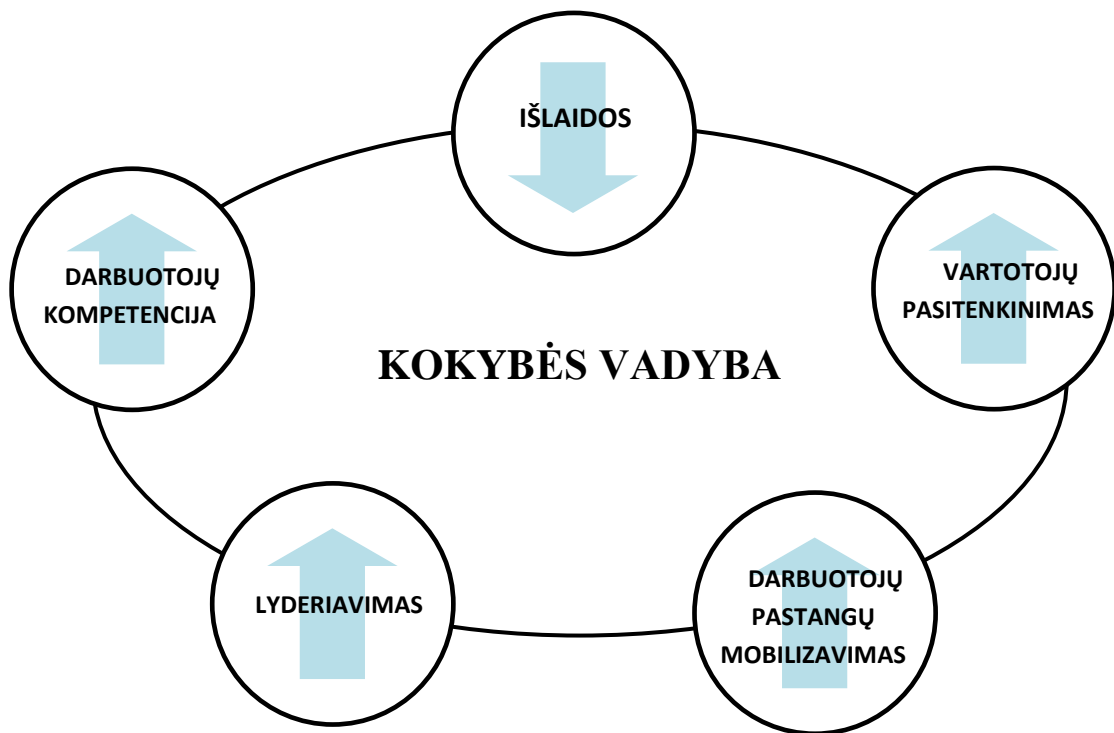 IŠLAIDOS
DARBUOTOJŲ
KOMPETENCIJA
VARTOTOJŲ
PASITENKINIMAS
KOKYBĖS VADYBA
LYDERIAVIMAS
DARBUOTOJŲ
PASTANGŲ
MOBILIZAVIMAS